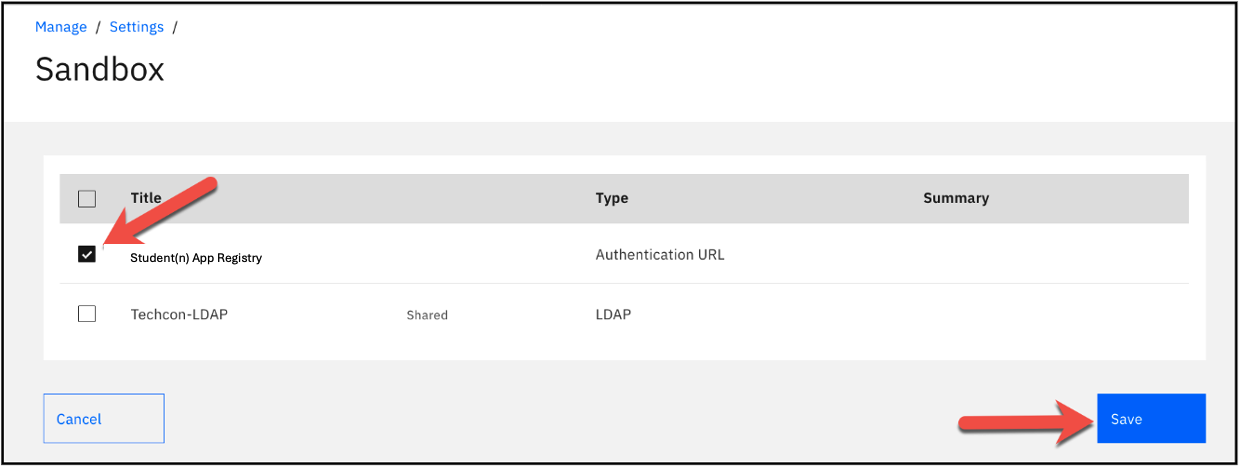 Manage / Settings /
Sandbox
Title Type Summary
Student(n) App Registry Authentication URL
Techcon-LDAP Shared LDAP
Cancel Save